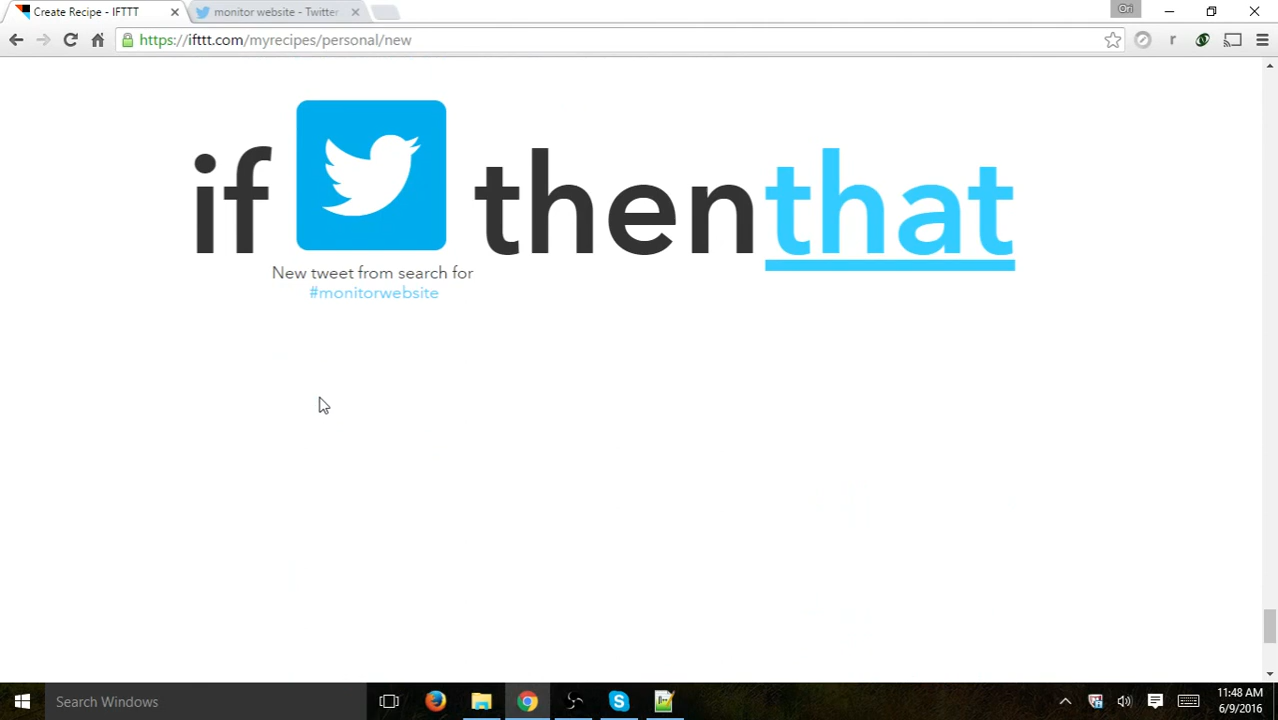 Create Recipe - IFTTT
monitor website - Twitter
Ori
https://ifttt.com/myrecipes/personal/new
if then that
New tweet from search for
#monitorwebsite
Search Windows
11:48 AM
6/9/2016